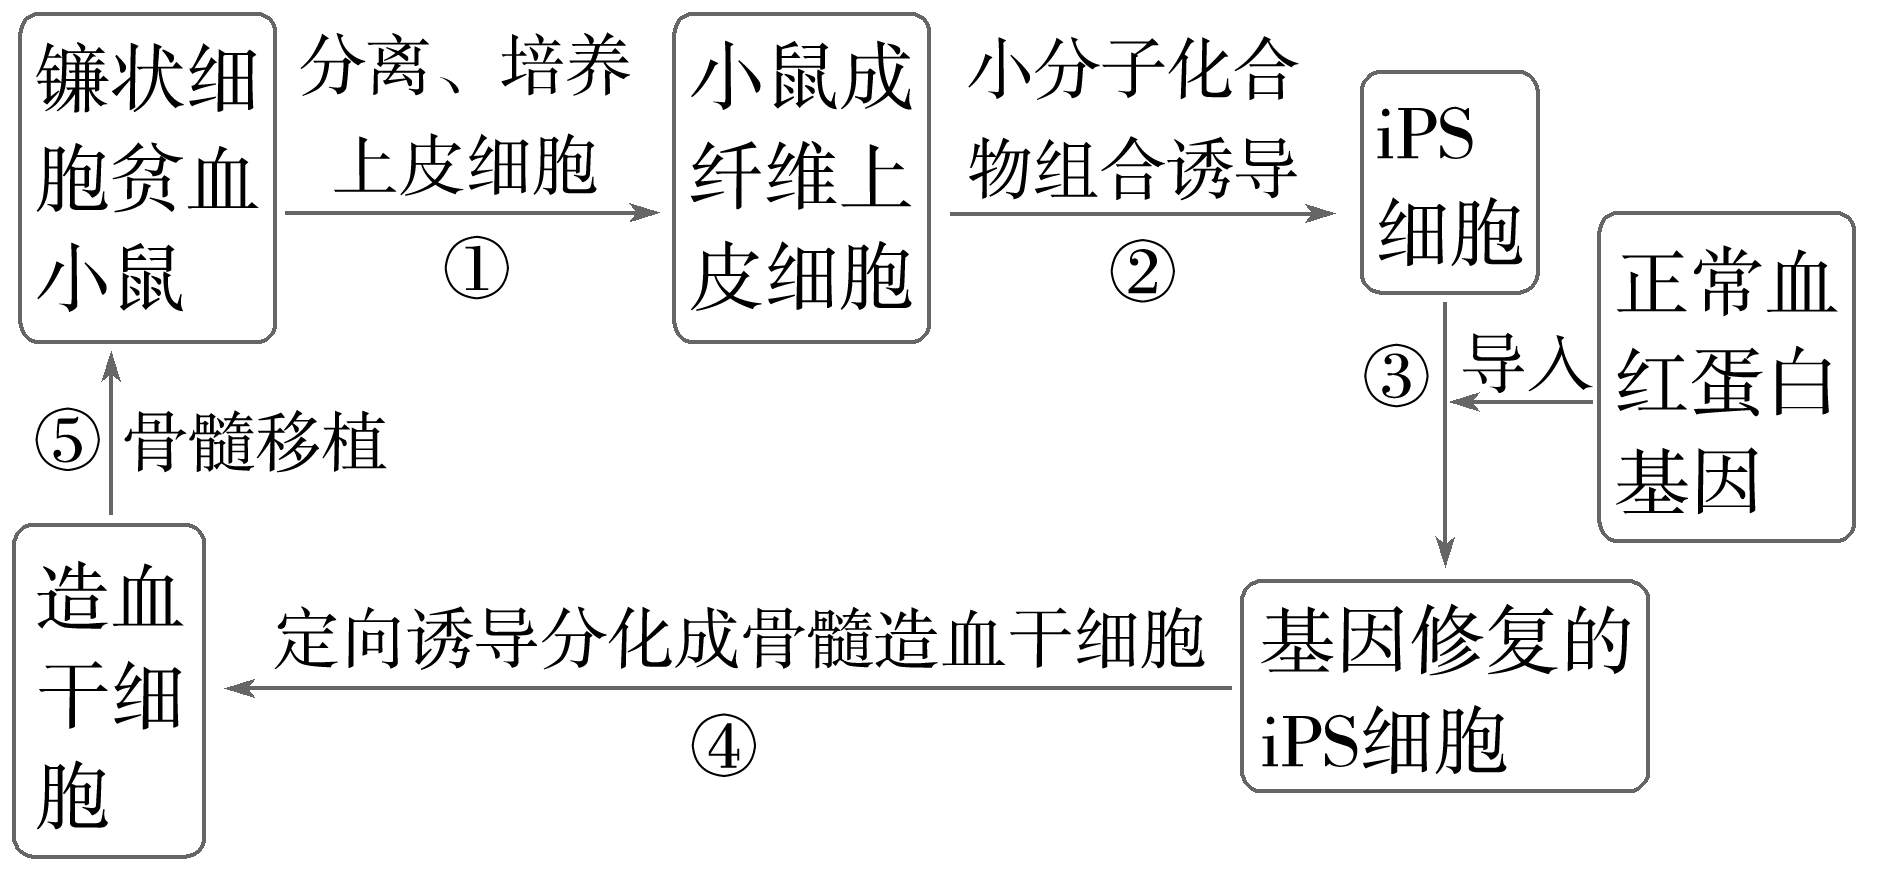 镰状细
胞贫血
小鼠
分离、培养
上皮细胞
①
小鼠成
纤维上
皮细胞
小分子化合
物组合诱导
②
iPS
细胞
③
导入
正常血
红蛋白
基因
基因修复的
iPS细胞
定向诱导分化成骨髓造血干细胞
④
造血
干细
胞
⑤
骨髓移植